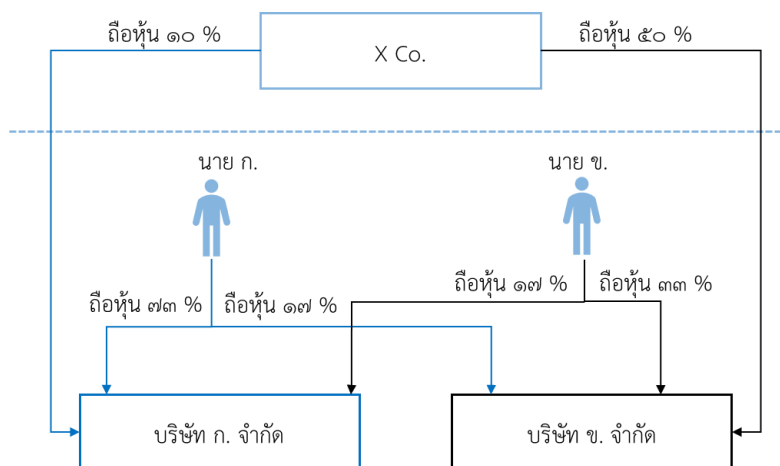 ถือหุ้น ๑๐ %
X Co.
ถือหุ้น ๕๐ %
นาย ก.
นาย ข.
ถือหุ้น ๗๓ %
ถือหุ้น ๑๗ %
ถือหุ้น ๑๗ %
ถือหุ้น ๓๓ %
บริษัท ก. จำกัด
บริษัท ข. จำกัด